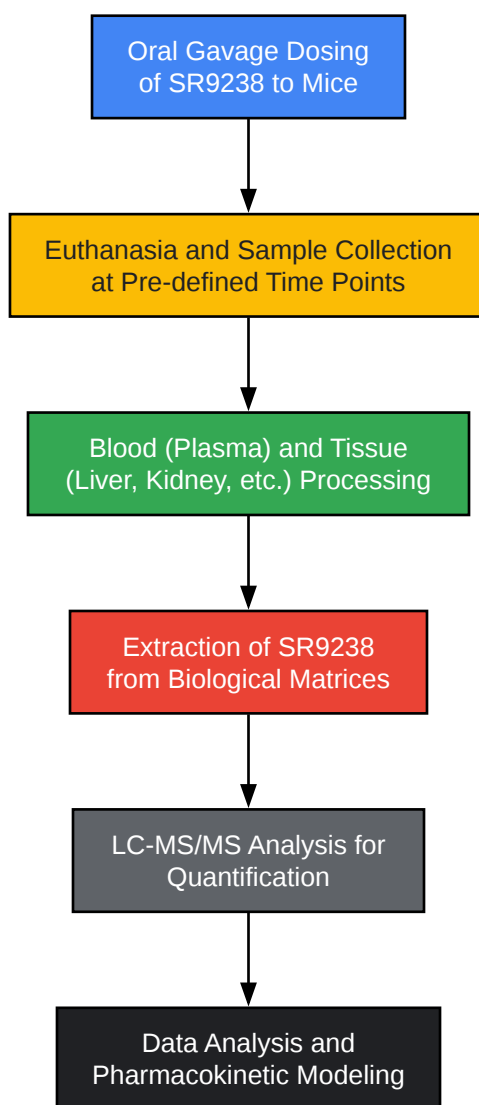 Oral Gavage Dosing
of SR9238 to Mice
Euthanasia and Sample Collection
at Pre-defined Time Points
Blood (Plasma) and Tissue
(Liver, Kidney, etc.) Processing
Extraction of SR9238
from Biological Matrices
LC-MS/MS Analysis for
Quantification
Data Analysis and
Pharmacokinetic Modeling